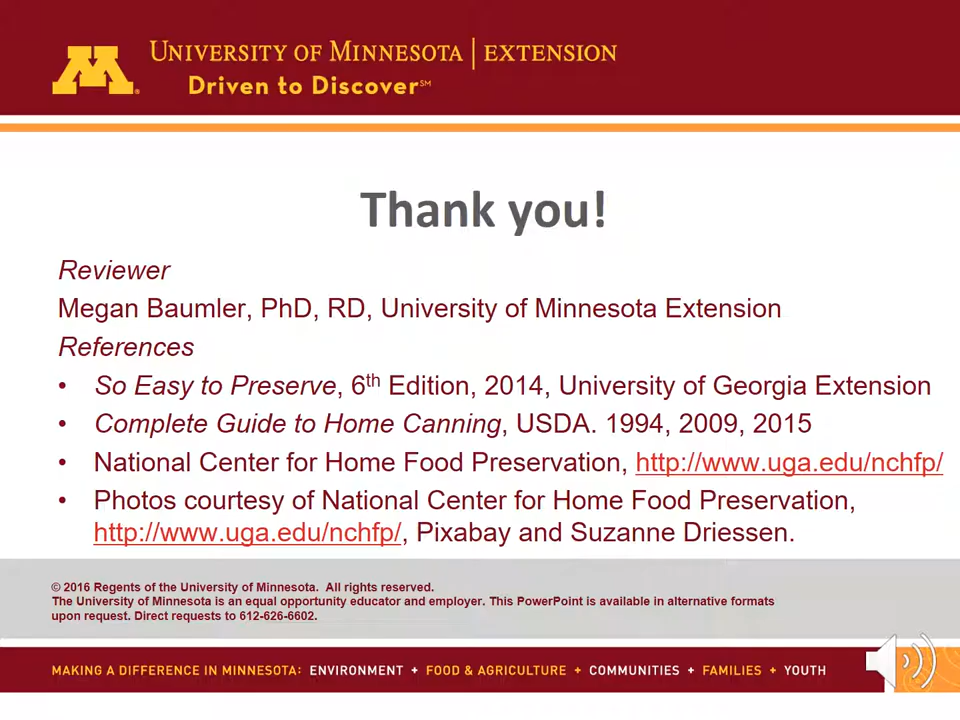 UNIVERSITY OF MINNESOTA | EXTENSION
Driven to Discover℠
Thank you!
Reviewer
Megan Baumler, PhD, RD, University of Minnesota Extension
References
• So Easy to Preserve, 6th Edition, 2014, University of Georgia Extension
• Complete Guide to Home Canning, USDA. 1994, 2009, 2015
• National Center for Home Food Preservation, http://www.uga.edu/nchfp/
• Photos courtesy of National Center for Home Food Preservation,
http://www.uga.edu/nchfp/, Pixabay and Suzanne Driessen.
© 2016 Regents of the University of Minnesota. All rights reserved.
The University of Minnesota is an equal opportunity educator and employer. This PowerPoint is available in alternative formats
upon request. Direct requests to 612-626-6602.
MAKING A DIFFERENCE IN MINNESOTA: ENVIRONMENT + FOOD & AGRICULTURE + COMMUNITIES + FAMILIES + YOUTH